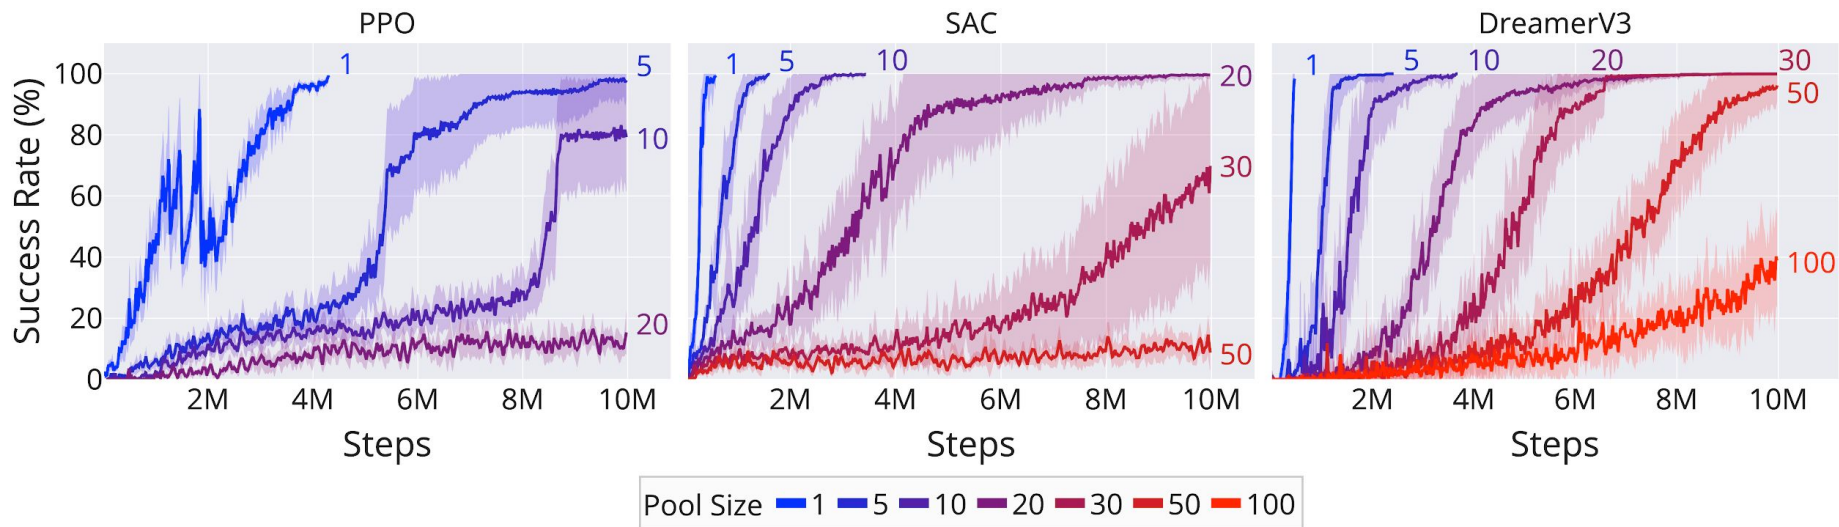 PPO SAC DreamerV3
Success Rate (%)
100
80
60
40
20
0
1 5 10 20
1 5 10 20 30 50
1 5 10 20 30 50 100
2M 4M 6M 8M 10M 2M 4M 6M 8M 10M 2M 4M 6M 8M 10M
Steps Steps Steps
Pool Size 1 5 10 20 30 50 100